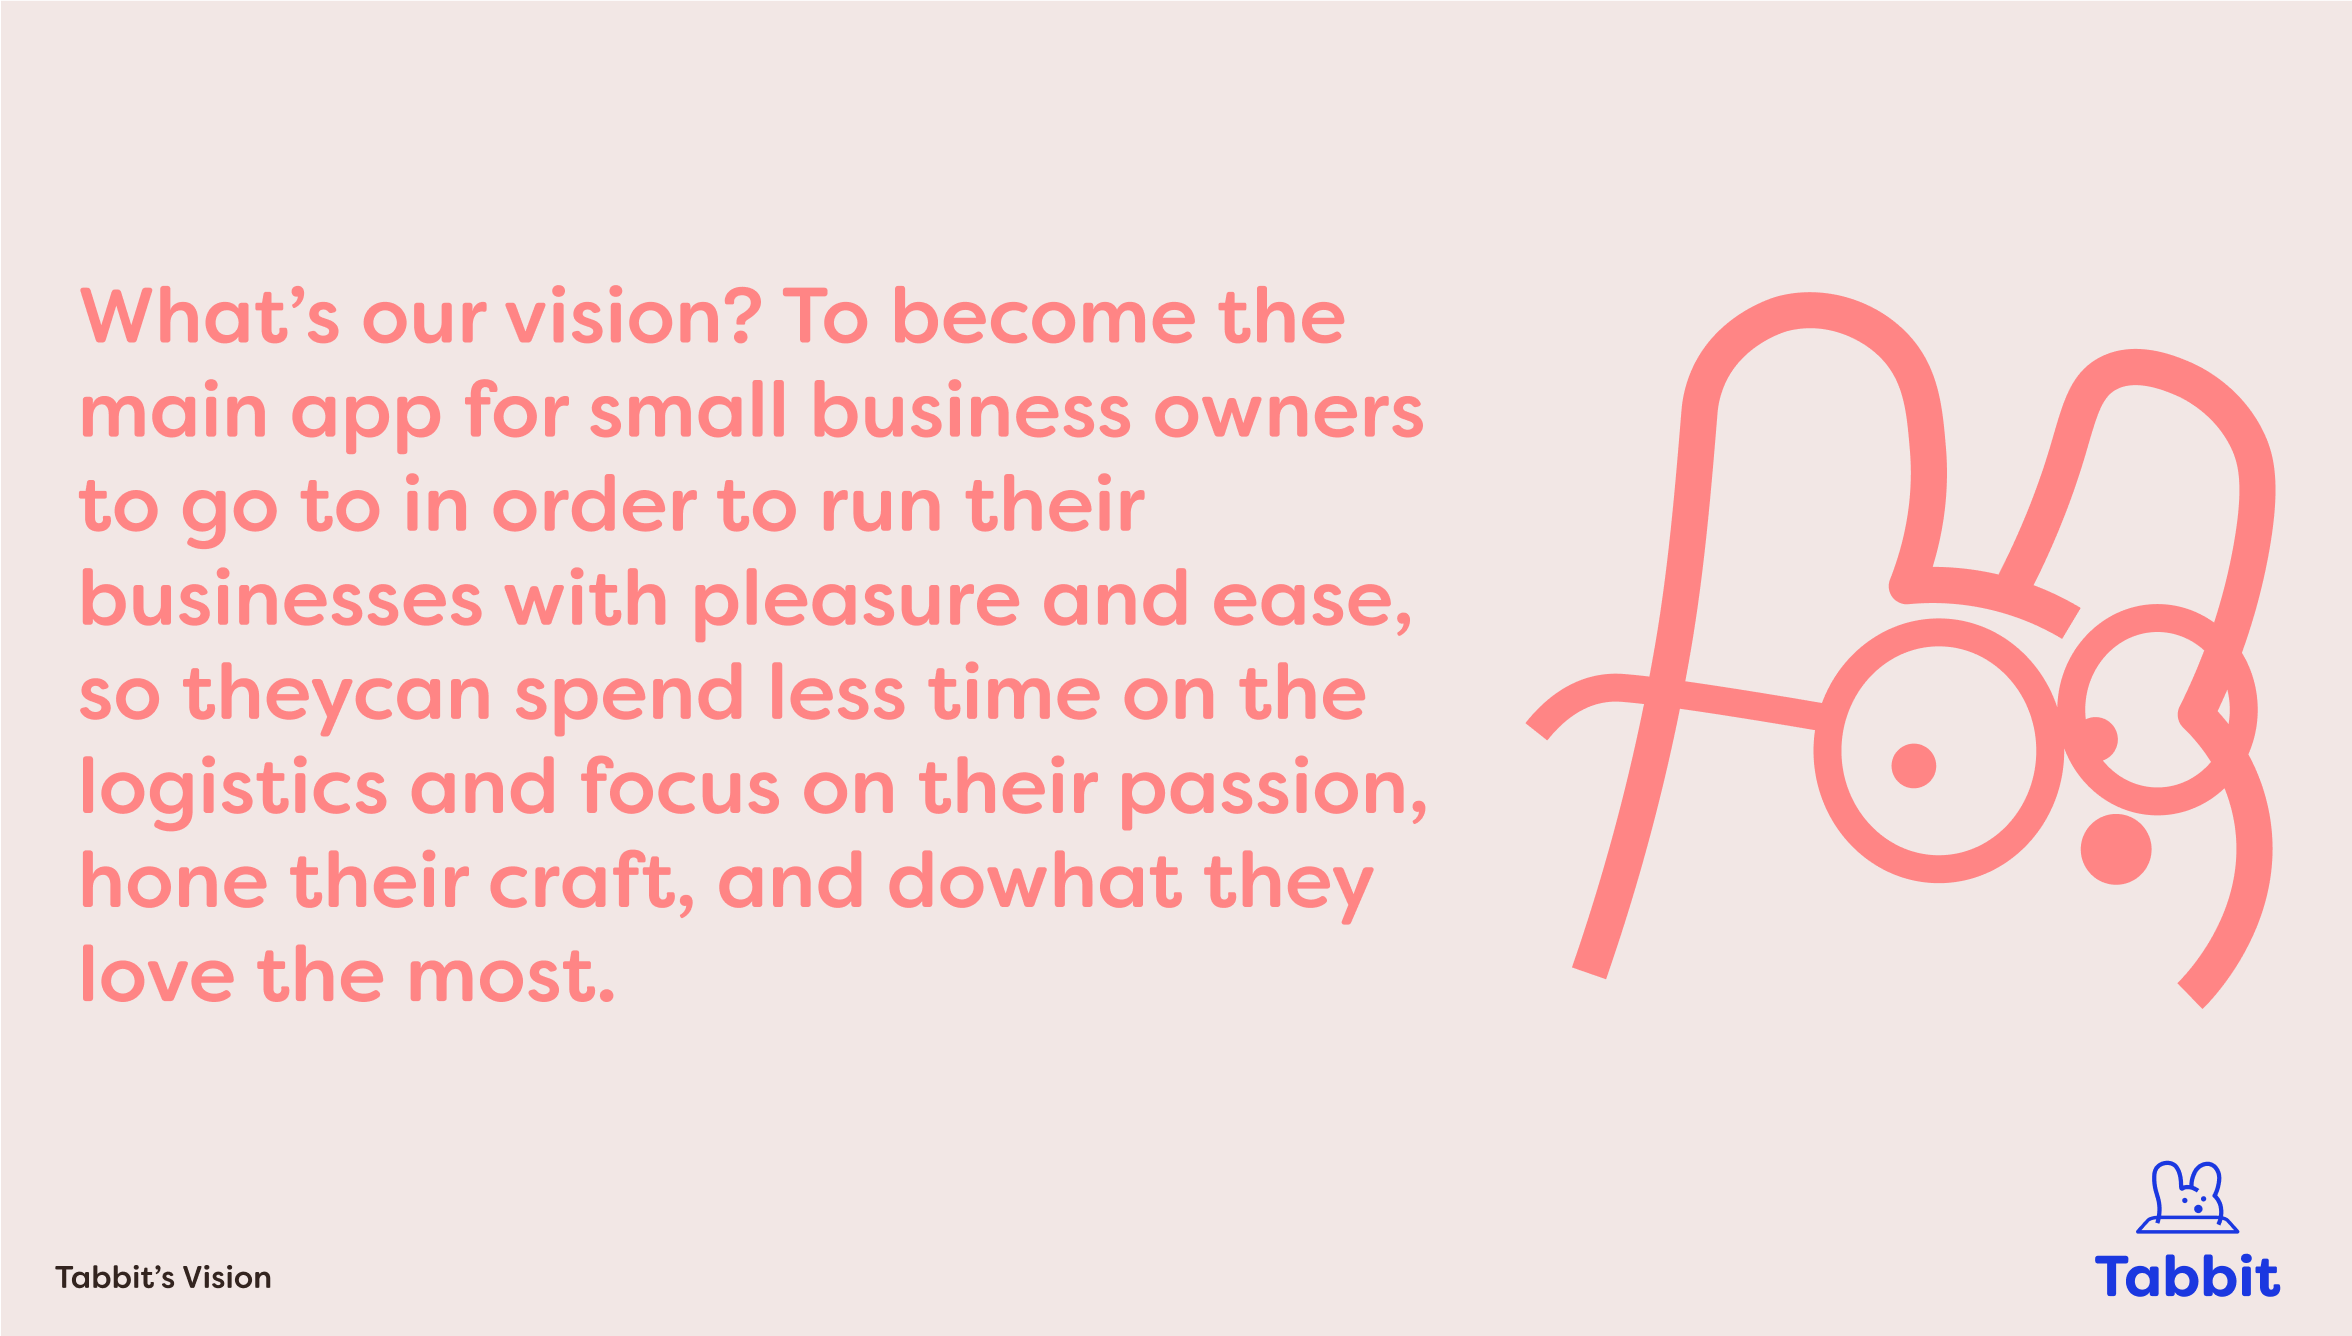 What’s our vision? To become the
main app for small business owners
to go to in order to run their
businesses with pleasure and ease,
so theycan spend less time on the
logistics and focus on their passion,
hone their craft, and dowhat they
love the most.
Tabbit’s Vision
Tabbit